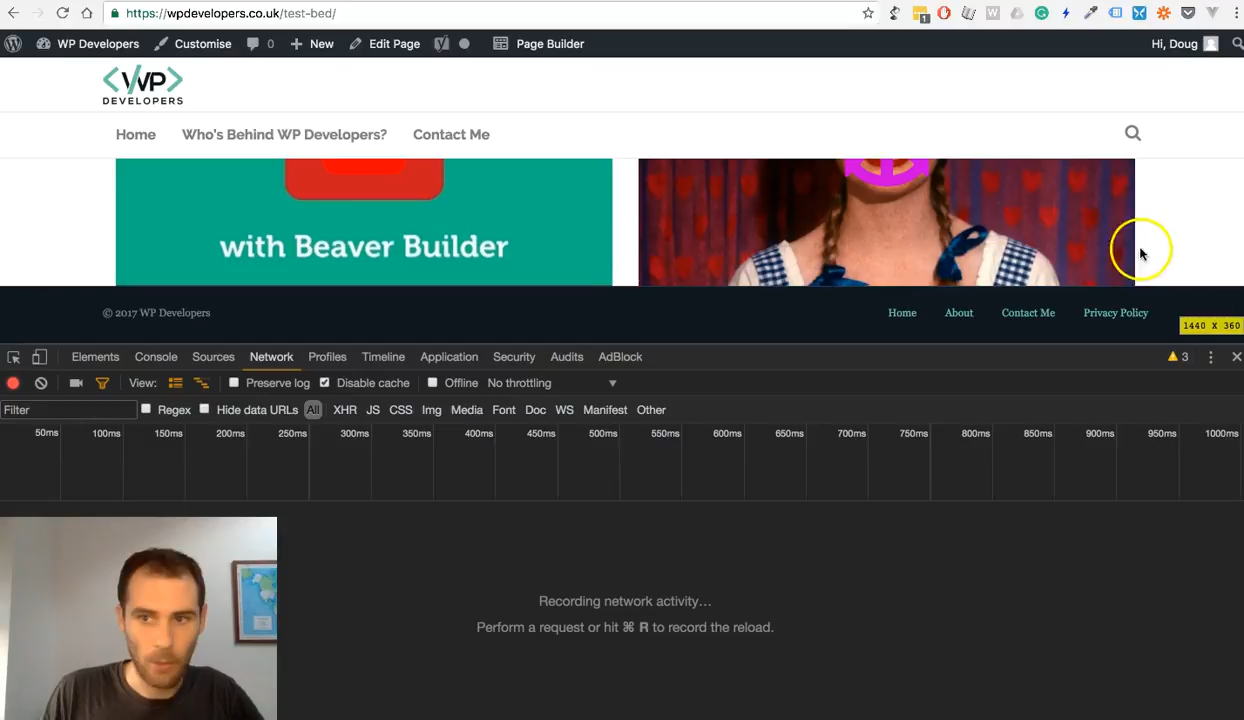 https://wpdevelopers.co.uk/test-bed/
1
WP Developers Customise 0 New Edit Page Page Builder Hi, Doug
WP
DEVELOPERS
Home Who's Behind WP Developers? Contact Me
with Beaver Builder
© 2017 WP Developers Home About Contact Me Privacy Policy
1440 X 360
Elements Console Sources Network Profiles Timeline Application Security Audits AdBlock 3
View: Preserve log Disable cache Offline No throttling
Filter Regex Hide data URLs All XHR JS CSS Img Media Font Doc WS Manifest Other
50ms 100ms 150ms 200ms 250ms 300ms 350ms 400ms 450ms 500ms 550ms 600ms 650ms 700ms 750ms 800ms 850ms 900ms 950ms 1000ms
Recording network activity…
Perform a request or hit ⌘ R to record the reload.